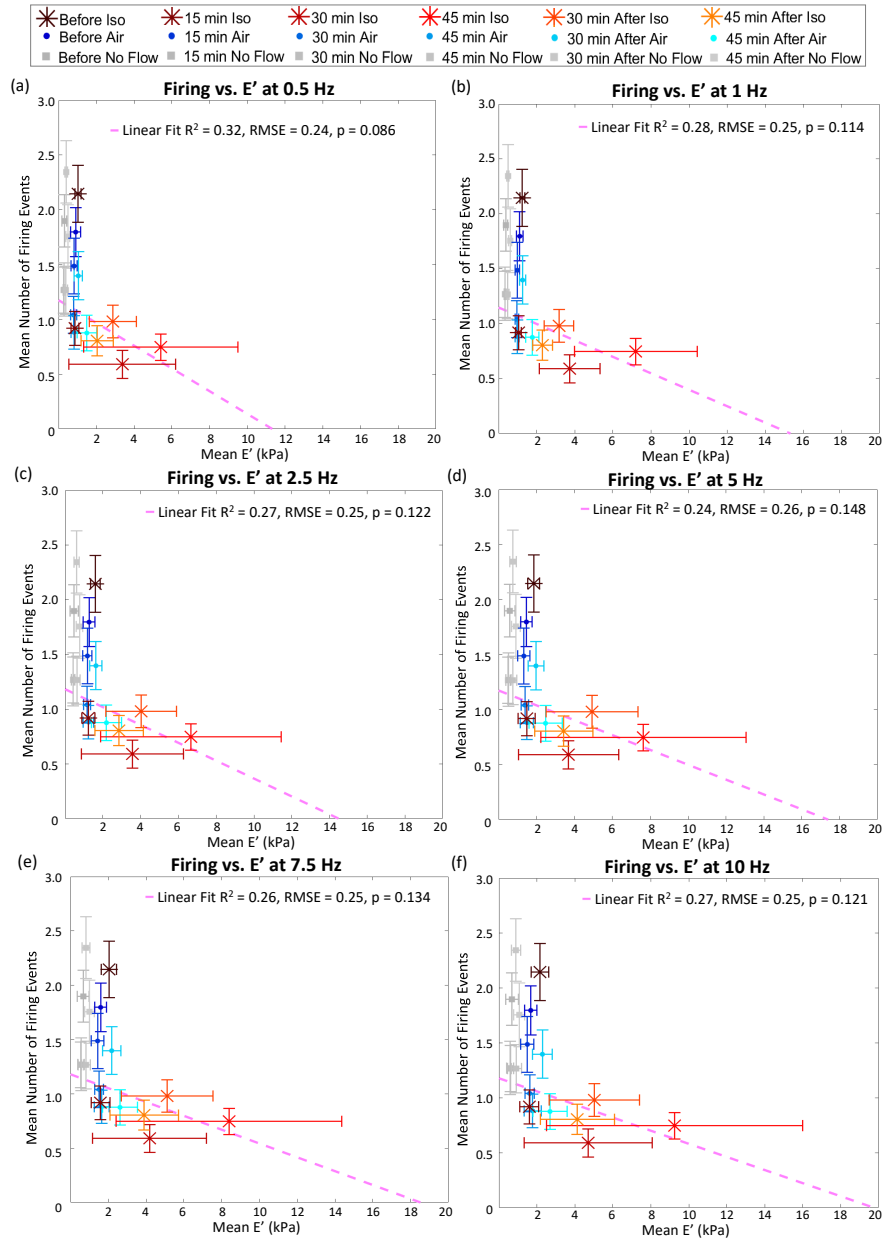 Before Iso 15 min Iso 30 min Iso 45 min Iso 30 min After Iso 45 min After Iso
Before Air 15 min Air 30 min Air 45 min Air 30 min After Air 45 min After Air
Before No Flow 15 min No Flow 30 min No Flow 45 min No Flow 30 min After No Flow 45 min After No Flow
(a) Firing vs. E’ at 0.5 Hz
Linear Fit R² = 0.32, RMSE = 0.24, p = 0.086
Mean Number of Firing Events
3.0
2.5
2.0
1.5
1.0
0.5
0
2 4 6 8 10 12 14 16 18 20
Mean E’ (kPa)
(b) Firing vs. E’ at 1 Hz
Linear Fit R² = 0.28, RMSE = 0.25, p = 0.114
Mean Number of Firing Events
3.0
2.5
2.0
1.5
1.0
0.5
0
2 4 6 8 10 12 14 16 18 20
Mean E’ (kPa)
(c) Firing vs. E’ at 2.5 Hz
Linear Fit R² = 0.27, RMSE = 0.25, p = 0.122
Mean Number of Firing Events
3.0
2.5
2.0
1.5
1.0
0.5
0
2 4 6 8 10 12 14 16 18 20
Mean E’ (kPa)
(d) Firing vs. E’ at 5 Hz
Linear Fit R² = 0.24, RMSE = 0.26, p = 0.148
Mean Number of Firing Events
3.0
2.5
2.0
1.5
1.0
0.5
0
2 4 6 8 10 12 14 16 18 20
Mean E’ (kPa)
(e) Firing vs. E’ at 7.5 Hz
Linear Fit R² = 0.26, RMSE = 0.25, p = 0.134
Mean Number of Firing Events
3.0
2.5
2.0
1.5
1.0
0.5
0
2 4 6 8 10 12 14 16 18 20
Mean E’ (kPa)
(f) Firing vs. E’ at 10 Hz
Linear Fit R² = 0.27, RMSE = 0.25, p = 0.121
Mean Number of Firing Events
3.0
2.5
2.0
1.5
1.0
0.5
0
2 4 6 8 10 12 14 16 18 20
Mean E’ (kPa)